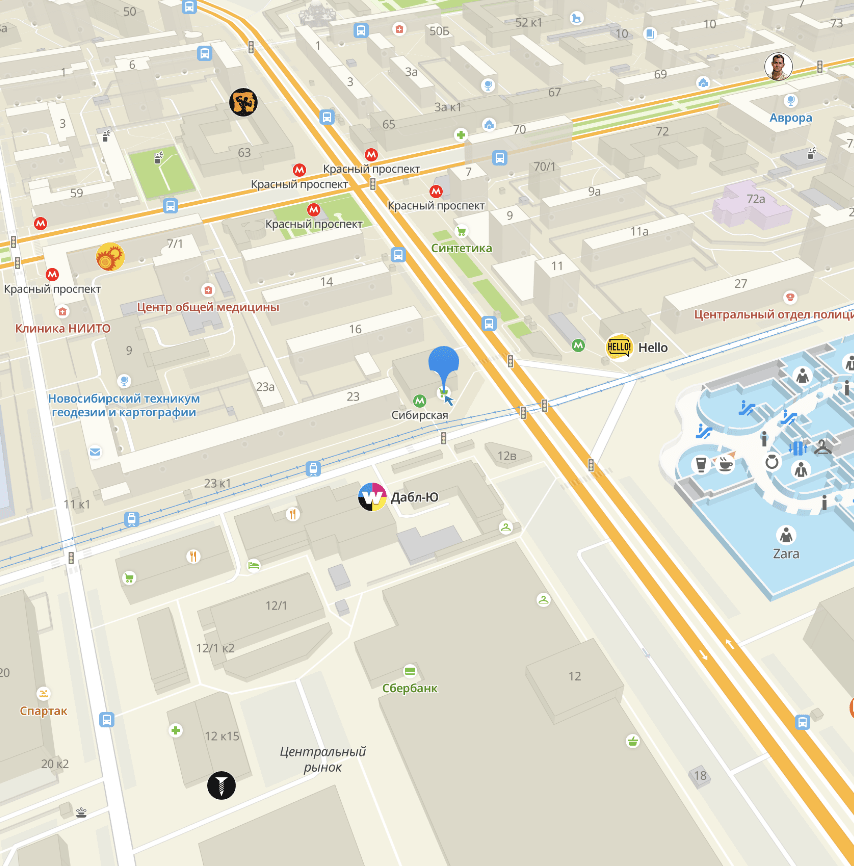 50
1
50Б
52 к1
10
10
7
73
1
6
3
3а
69
67
3а к1
65
70
72
Аврора
3
63
Красный проспект
Красный проспект
7
70/1
59
Красный проспект
9а
72а
Красный проспект
9
7/1
Синтетика
11а
11
14
27
Красный проспект
Центр общей медицины
Клиника НИИТО
16
Центральный отдел полици
HELLO!
Hello
9
23а
23
Новосибирский техникум
геодезии и картографии
Сибирская
12в
23 к1
Дабл-Ю
11 к1
Zara
12/1
12/1 к2
20
Сбербанк
12
Спартак
12 к15
Центральный
рынок
20 к2
18